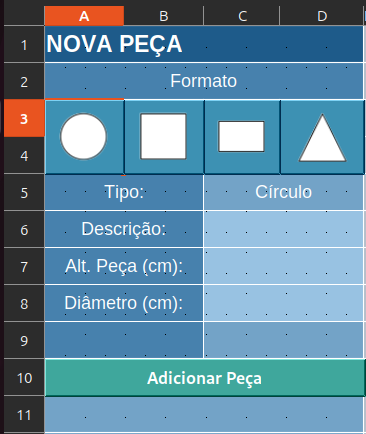 A B C D
1 NOVA PEÇA
2 Formato
3
4
5 Tipo: Círculo
6 Descrição:
7 Alt. Peça (cm):
8 Diâmetro (cm):
9
10 Adicionar Peça
11